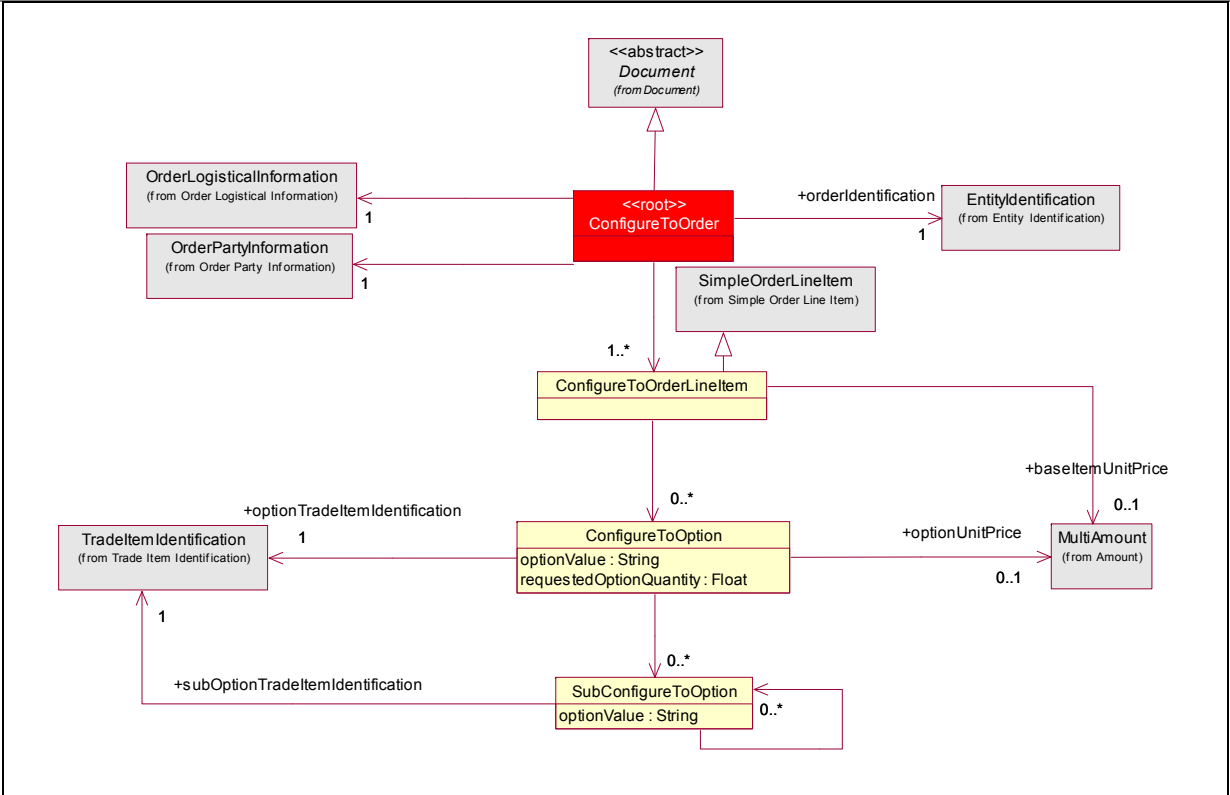 <<abstract>>
Document
(from Document)
OrderLogisticalInformation
(from Order Logistical Information)
1
<<root>>
ConfigureToOrder
+orderIdentification
1
EntityIdentification
(from Entity Identification)
OrderPartyInformation
(from Order Party Information)
1
SimpleOrderLineItem
(from Simple Order Line Item)
1..*
ConfigureToOrderLineItem
+baseItemUnitPrice
0..1
0..*
+optionTradeItemIdentification
1
TradeItemIdentification
(from Trade Item Identification)
ConfigureToOption
optionValue : String
requestedOptionQuantity : Float
+optionUnitPrice
0..1
MultiAmount
(from Amount)
1
0..*
+subOptionTradeItemIdentification
SubConfigureToOption
optionValue : String
0..*